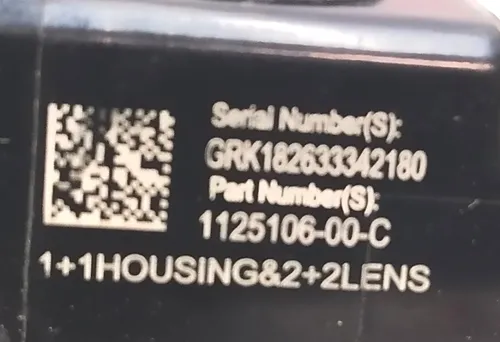 Serial Number(S):
GRK182633342180
Part Number(S):
1125106-00-C
1+1HOUSING&2+2LENS